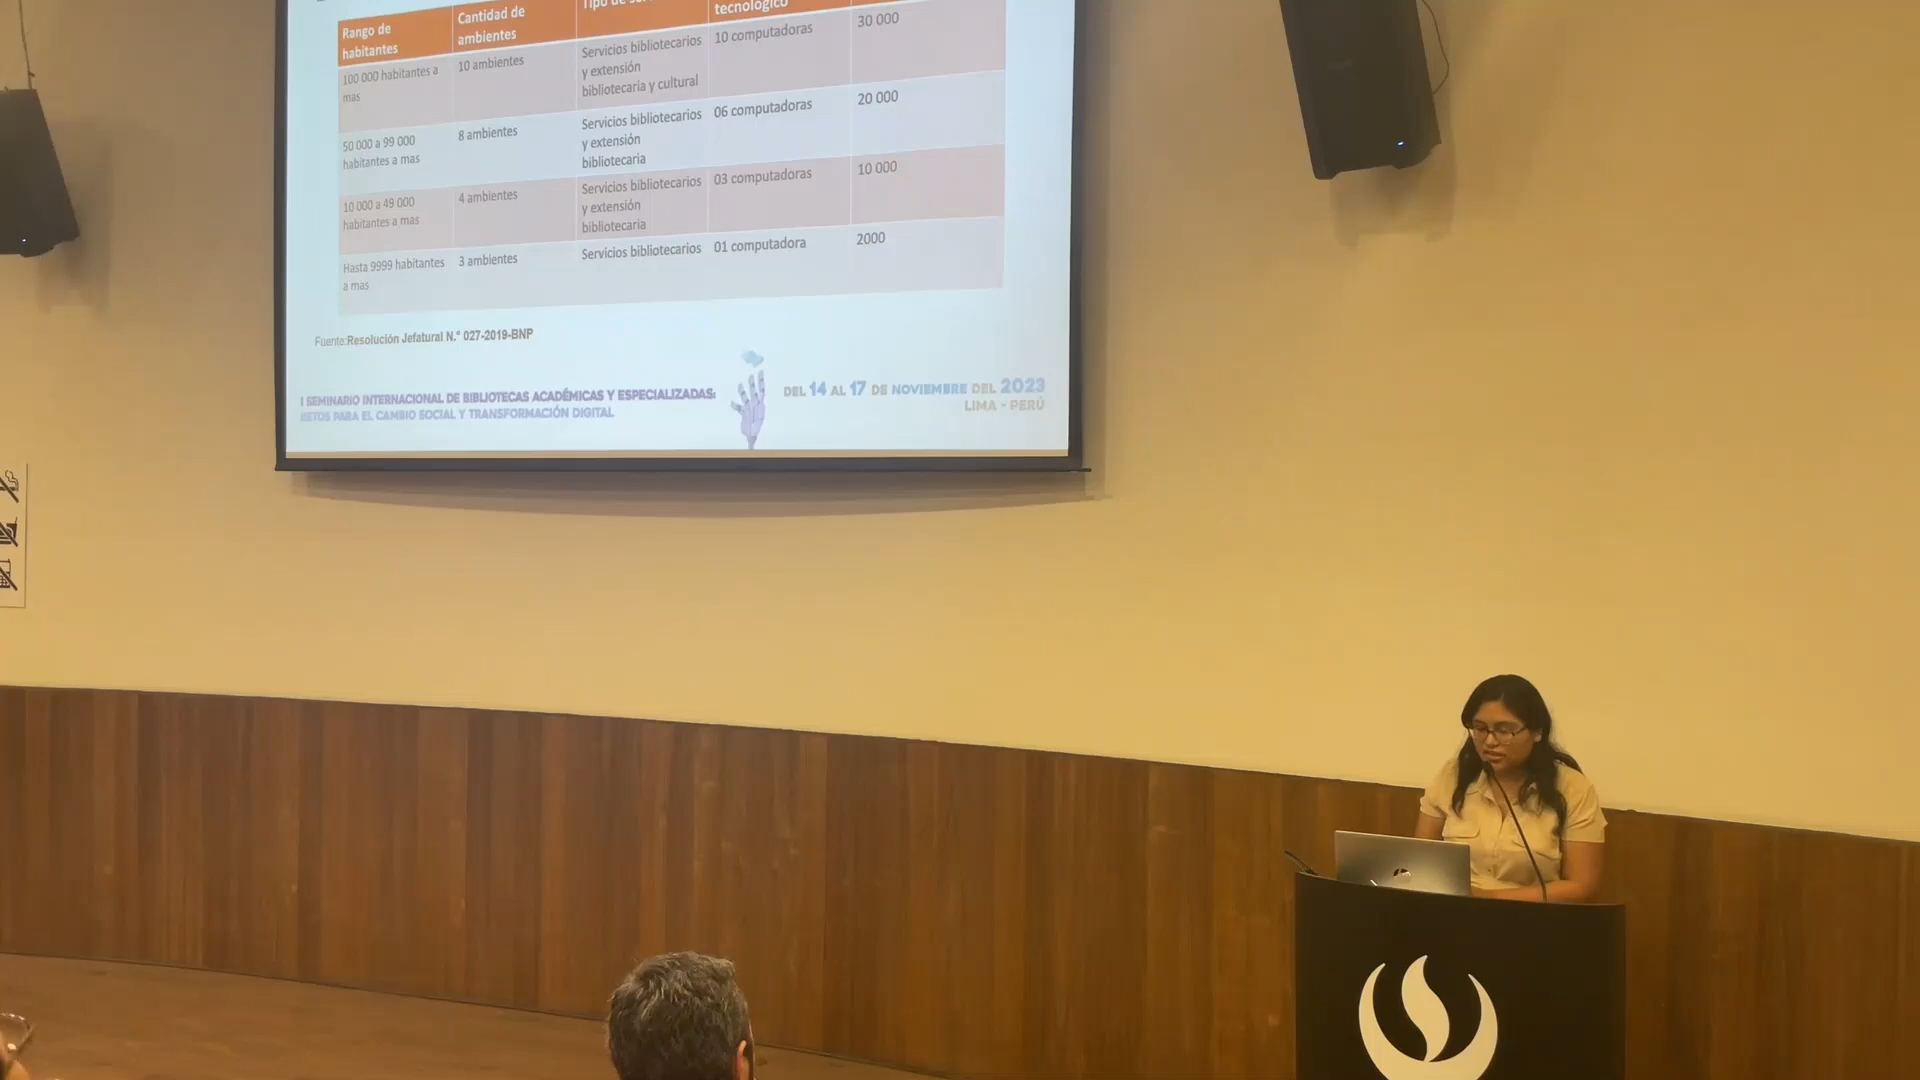 Rango de
habitantes
Cantidad de
ambientes
Tipo de
tecnológico
100 000 habitantes a
mas
10 ambientes
Servicios bibliotecarios
y extensión
bibliotecaria y cultural
10 computadoras
30 000
50 000 a 99 000
habitantes a mas
8 ambientes
Servicios bibliotecarios
y extensión
bibliotecaria
06 computadoras
20 000
10 000 a 49 000
habitantes a mas
4 ambientes
Servicios bibliotecarios
y extensión
bibliotecaria
03 computadoras
10 000
Hasta 9999 habitantes
a mas
3 ambientes
Servicios bibliotecarios
01 computadora
2000
Fuente:Resolución Jefatural N.° 027-2019-BNP
I SEMINARIO INTERNACIONAL DE BIBLIOTECAS ACADÉMICAS Y ESPECIALIZADAS:
RETOS PARA EL CAMBIO SOCIAL Y TRANSFORMACIÓN DIGITAL
DEL 14 AL 17 DE NOVIEMBRE DEL 2023
LIMA - PERÚ